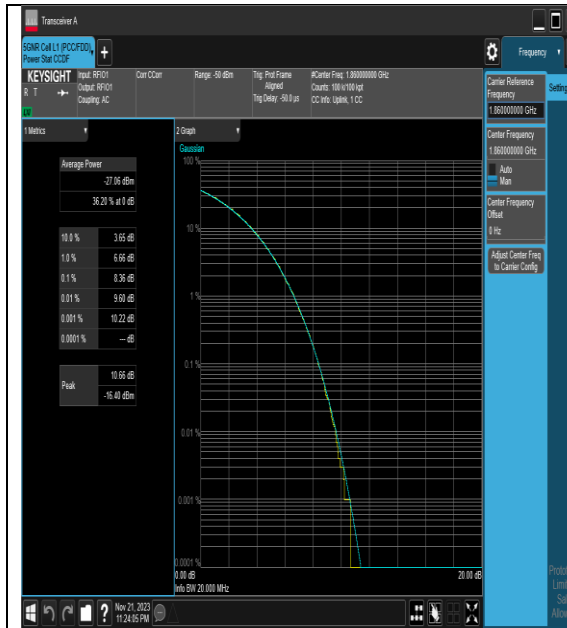 Transceiver A
5GNR Cell L1 (PCC/FDD),
Power Stat CCDF
+
Frequency
KEYSIGHT
R T
Input: RFIO1
Output: RFIO1
Coupling: AC
Corr CCorr
Range: -50 dBm
Trig: Prot Frame
Aligned
Trig Delay: -50.0 µs
#Center Freq: 1.860000000 GHz
Counts: 100 k/100 kpt
CC Info: Uplink, 1 CC
Carrier Reference
Frequency
1.860000000 GHz
Setting
Center Frequency
1.860000000 GHz
Auto
Man
Center Frequency
Offset
0 Hz
Adjust Center Freq
to Carrier Config
1 Metrics
Average Power
-27.06 dBm
36.20 % at 0 dB
10.0 % 3.65 dB
1.0 % 6.66 dB
0.1 % 8.36 dB
0.01 % 9.60 dB
0.001 % 10.22 dB
0.0001 % --- dB
Peak
10.66 dB
-16.40 dBm
2 Graph
Gaussian
100 %
10 %
1 %
0.1 %
0.01 %
0.001 %
0.0001 %
0.00 dB
20.00 dB
Info BW 20.000 MHz
Limi
Allow
?
Nov 21, 2023
11:24:05 PM